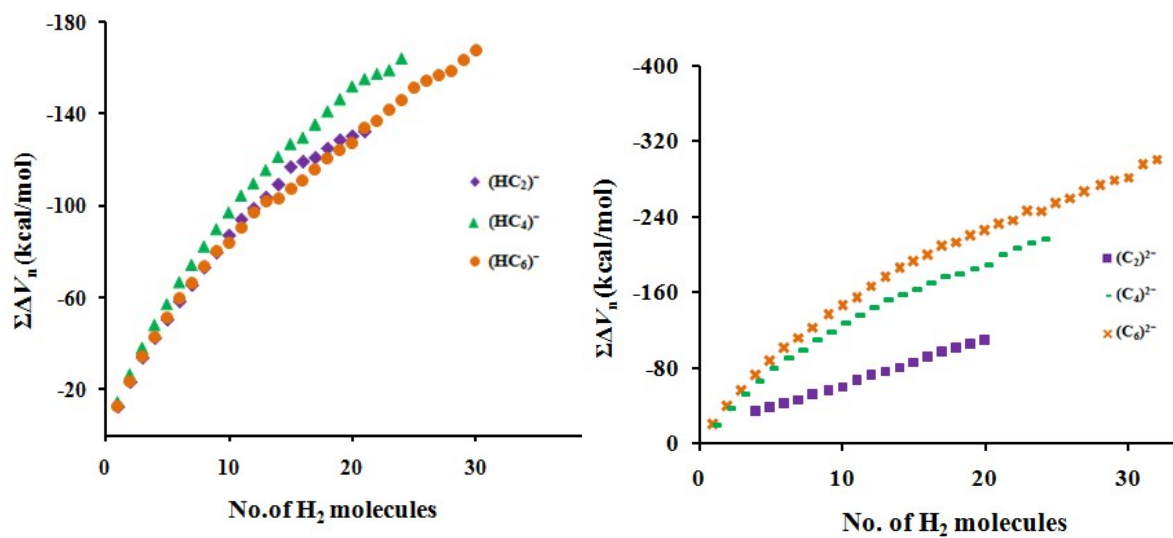 -180
-140
-100
-60
-20
ΣΔVₙ (kcal/mol)
0
10
20
30
No.of H₂ molecules
(HC₂)⁻
(HC₄)⁻
(HC₆)⁻
-400
-320
-240
-160
-80
0
ΣΔVₙ (kcal/mol)
0
10
20
30
No. of H₂ molecules
(C₂)²⁻
(C₄)²⁻
(C₆)²⁻